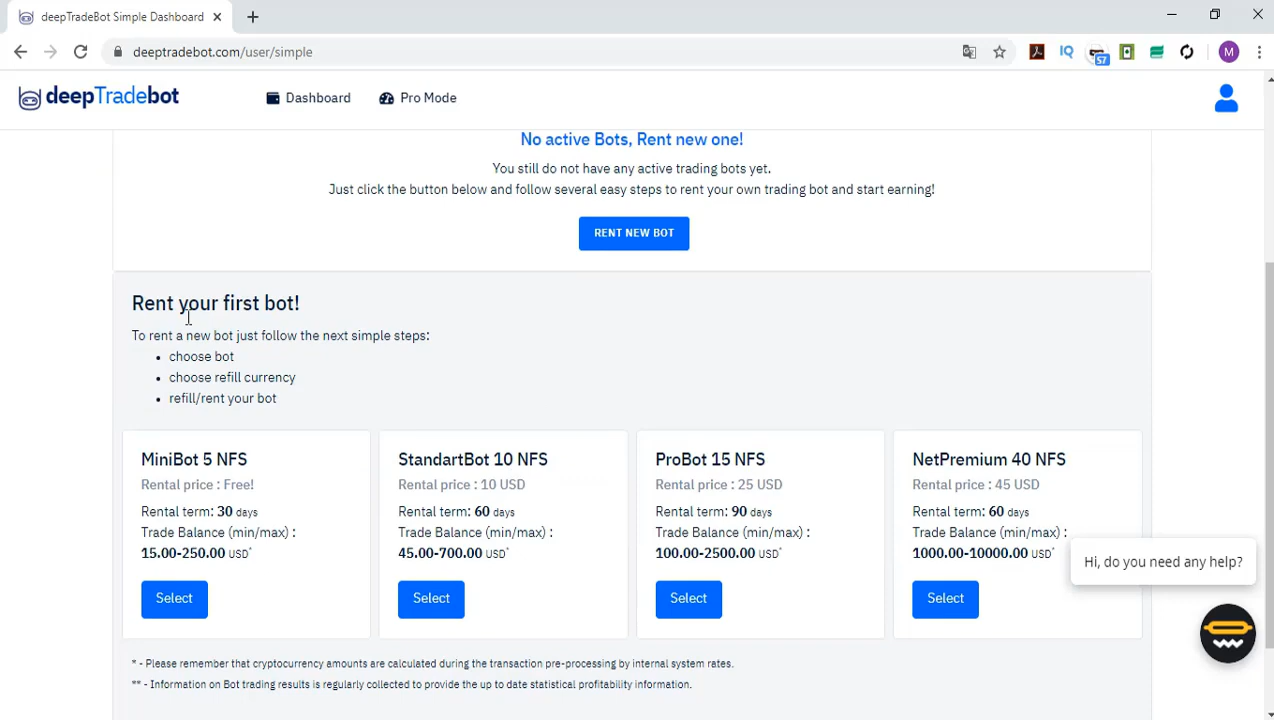 deepTradeBot Simple Dashboard
deeptradebot.com/user/simple
IQ
57
M
deepTradebot
Dashboard
Pro Mode
No active Bots, Rent new one!
You still do not have any active trading bots yet.
Just click the button below and follow several easy steps to rent your own trading bot and start earning!
RENT NEW BOT
Rent your first bot!
To rent a new bot just follow the next simple steps:
• choose bot
• choose refill currency
• refill/rent your bot
MiniBot 5 NFS
Rental price : Free!
Rental term: 30 days
Trade Balance (min/max) :
15.00-250.00 USD*
Select
StandartBot 10 NFS
Rental price : 10 USD
Rental term: 60 days
Trade Balance (min/max) :
45.00-700.00 USD*
Select
ProBot 15 NFS
Rental price : 25 USD
Rental term: 90 days
Trade Balance (min/max) :
100.00-2500.00 USD*
Select
NetPremium 40 NFS
Rental price : 45 USD
Rental term: 60 days
Trade Balance (min/max) :
1000.00-10000.00 USD*
Select
Hi, do you need any help?
* - Please remember that cryptocurrency amounts are calculated during the transaction pre-processing by internal system rates.
** - Information on Bot trading results is regularly collected to provide the up to date statistical profitability information.